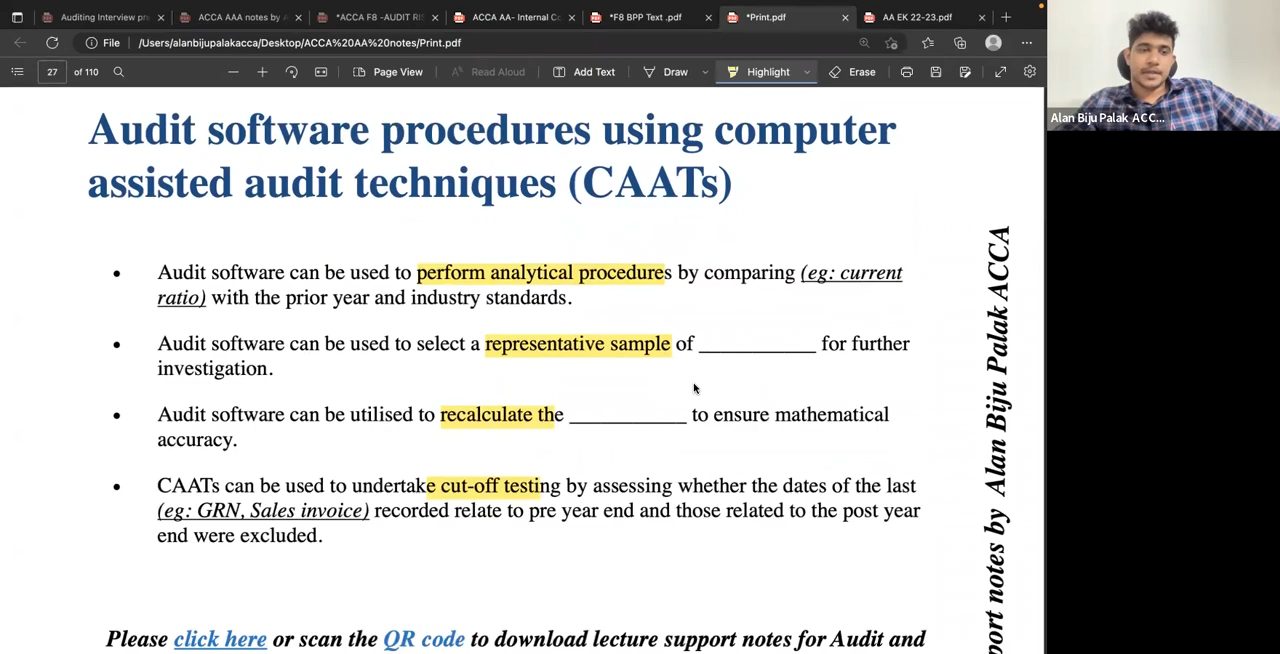 Auditing Interview pr
ACCA AAA notes by A
*ACCA F8 -AUDIT RI
ACCA AA- Internal C
*F8 BPP Text .pdf
*Print.pdf
AA EK 22-23.pdf
File
/Users/alanbijupalakacca/Desktop/ACCA%20AA%20notes/Print.pdf
27 of 110
Page View
Read Aloud
Add Text
Draw
Highlight
Erase
Alan Biju Palak ACC...
Audit software procedures using computer
assisted audit techniques (CAATs)
• Audit software can be used to perform analytical procedures by comparing (eg: current
ratio) with the prior year and industry standards.
• Audit software can be used to select a representative sample of ___________ for further
investigation.
• Audit software can be utilised to recalculate the ___________ to ensure mathematical
accuracy.
• CAATs can be used to undertake cut-off testing by assessing whether the dates of the last
(eg: GRN, Sales invoice) recorded relate to pre year end and those related to the post year
end were excluded.
Please click here or scan the QR code to download lecture support notes for Audit and
port notes by Alan Biju Palak ACCA